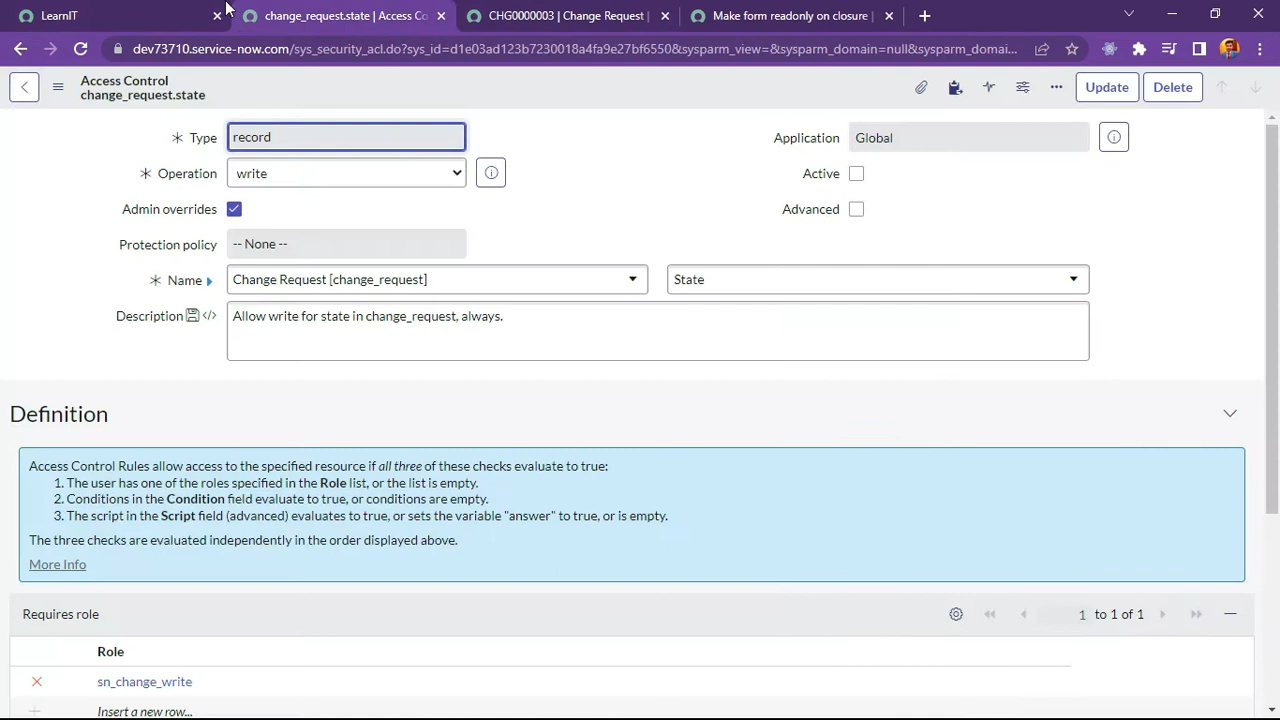 LearnIT
change_request.state | Access Co
CHG0000003 | Change Request |
Make form readonly on closure |
dev73710.service-now.com/sys_security_acl.do?sys_id=d1e03ad123b7230018a4fa9e27bf6550&sysparm_view=&sysparm_domain=null&sysparm_domai...
Access Control
change_request.state
Update
Delete
Type
record
Application
Global
Operation
write
Active
Admin overrides
Advanced
Protection policy
-- None --
Name
Change Request [change_request]
State
Description
Allow write for state in change_request, always.
Definition
Access Control Rules allow access to the specified resource if all three of these checks evaluate to true:
1. The user has one of the roles specified in the Role list, or the list is empty.
2. Conditions in the Condition field evaluate to true, or conditions are empty.
3. The script in the Script field (advanced) evaluates to true, or sets the variable "answer" to true, or is empty.
The three checks are evaluated independently in the order displayed above.
More Info
Requires role
1 to 1 of 1
Role
sn_change_write
Insert a new row...